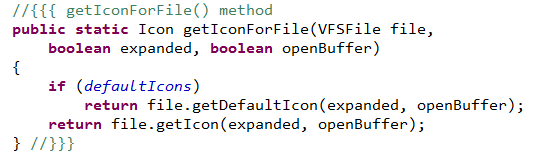 //{{{ getIconForFile() method
public static Icon getIconForFile(VFSFile file,
    boolean expanded, boolean openBuffer)
{
    if (defaultIcons)
        return file.getDefaultIcon(expanded, openBuffer);
    return file.getIcon(expanded, openBuffer);
} //}}}